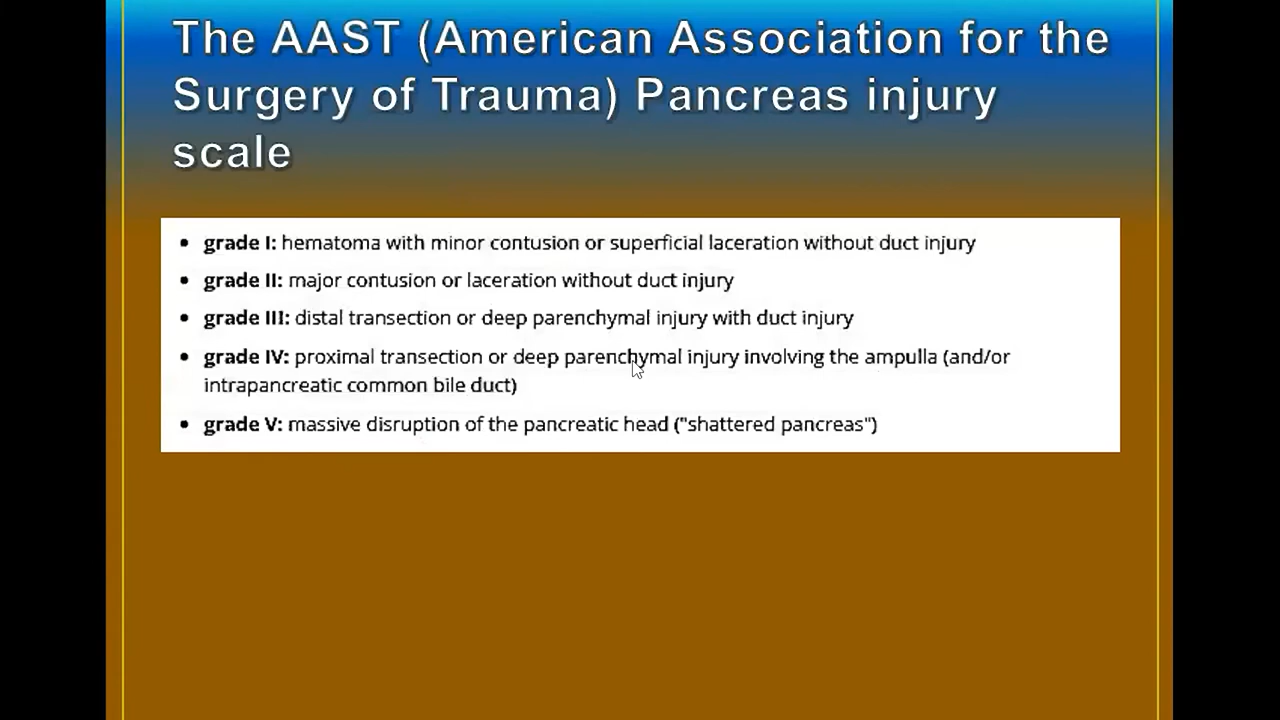 The AAST (American Association for the
Surgery of Trauma) Pancreas injury
scale
• grade I: hematoma with minor contusion or superficial laceration without duct injury
• grade II: major contusion or laceration without duct injury
• grade III: distal transection or deep parenchymal injury with duct injury
• grade IV: proximal transection or deep parenchymal injury involving the ampulla (and/or
intrapancreatic common bile duct)
• grade V: massive disruption of the pancreatic head ("shattered pancreas")